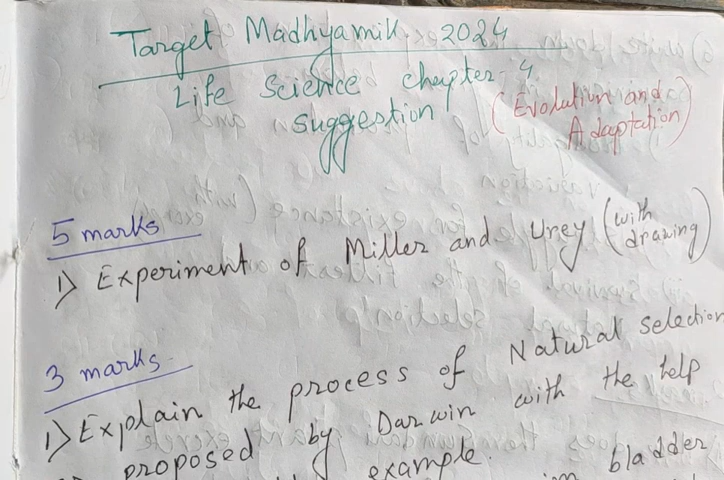 Target Madhyamik 2024
Life Science chapter-4
suggestion
(Evolution and
Adaptation)
5 marks
1) Experiment of Miller and Urey (with
drawing)
3 marks
1) Explain the process of Natural selection
proposed by Darwin with the help
example.
bladder